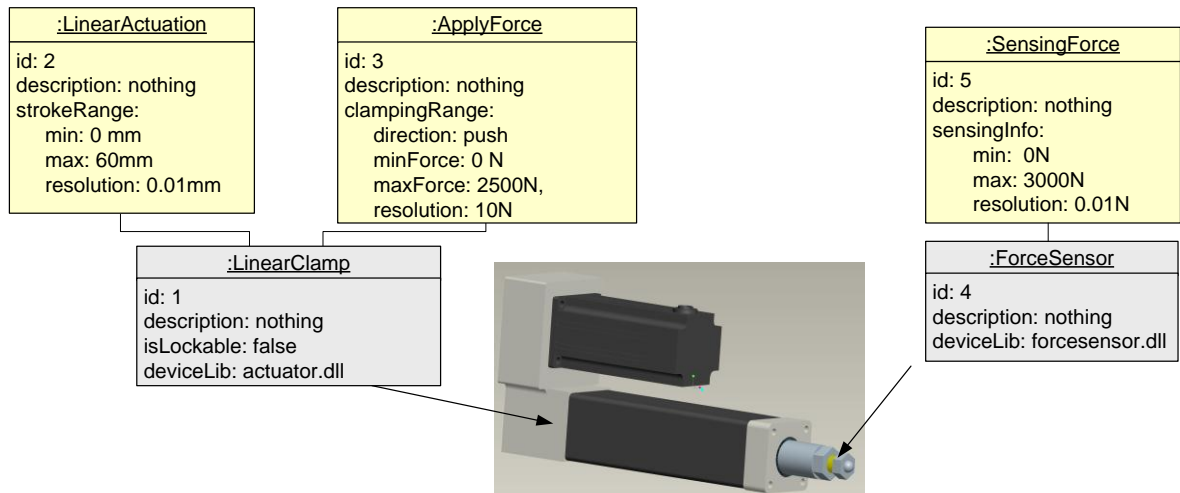 :LinearActuation
id: 2
description: nothing
strokeRange:
min: 0 mm
max: 60mm
resolution: 0.01mm
:ApplyForce
id: 3
description: nothing
clampingRange:
direction: push
minForce: 0 N
maxForce: 2500N,
resolution: 10N
:SensingForce
id: 5
description: nothing
sensingInfo:
min: 0N
max: 3000N
resolution: 0.01N
:LinearClamp
id: 1
description: nothing
isLockable: false
deviceLib: actuator.dll
:ForceSensor
id: 4
description: nothing
deviceLib: forcesensor.dll